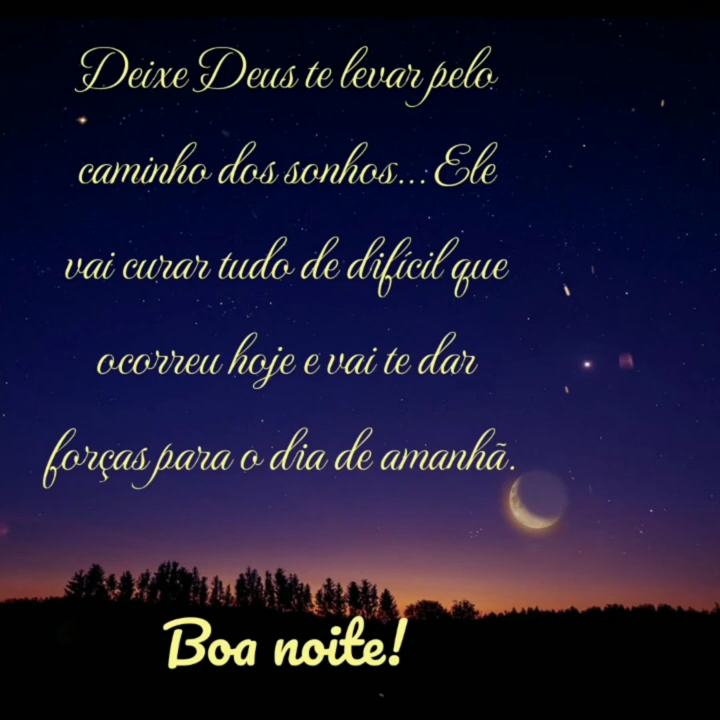 Deixe Deus te levar pelo
caminho dos sonhos... Ele
vai curar tudo de difícil que
ocorreu hoje e vai te dar
forças para o dia de amanhã.
Boa noite!